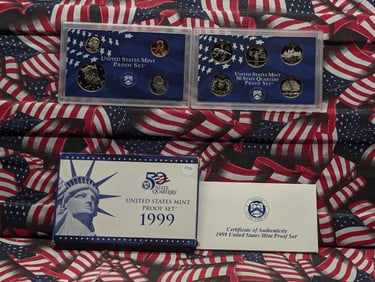 UNITED STATES MINT
PROOF SET
UNITED STATES MINT
50 STATE QUARTERS
PROOF SET
50
STATE
QUARTERS
UNITED STATES MINT
PROOF SET
1999
Certificate of Authenticity
1999 United States Mint Proof Set